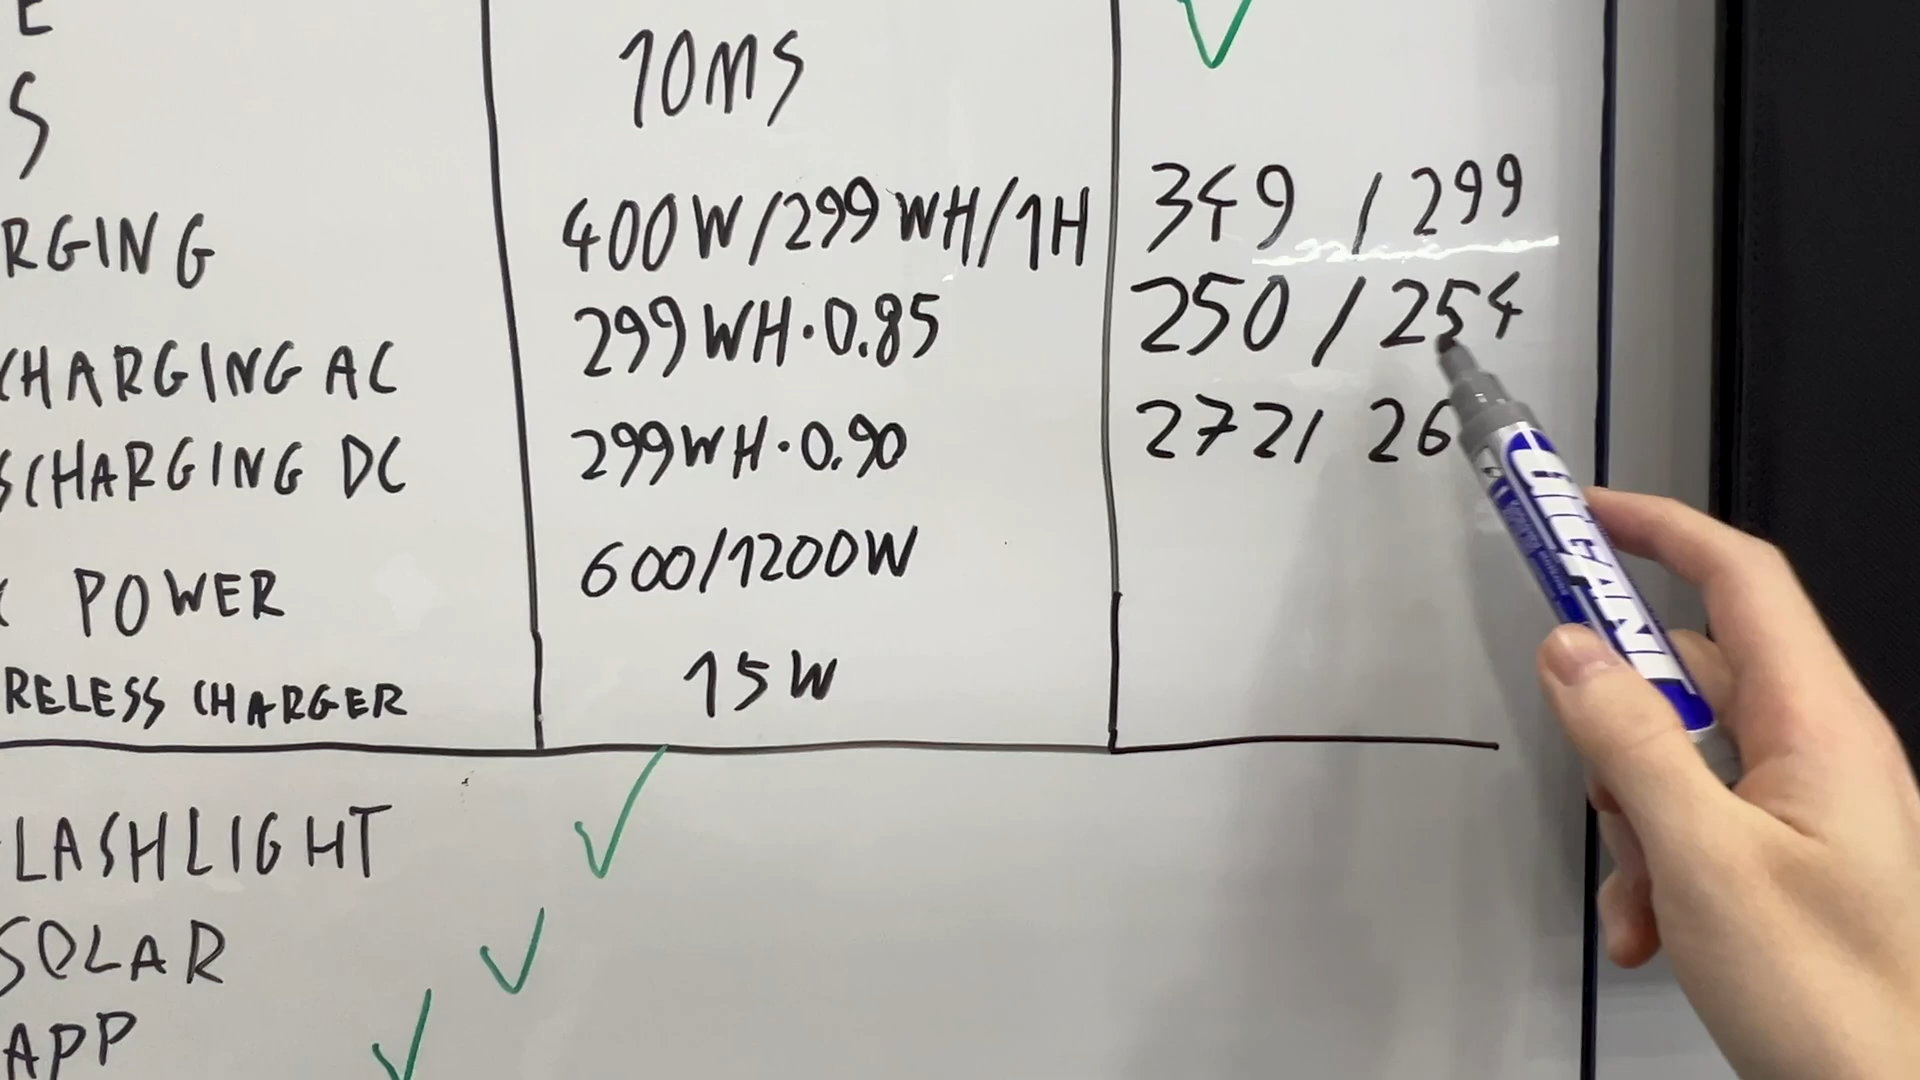 E
10MS
S
RGING 400W/299WH/1H 349 / 299
CHARGING AC 299WH·0.85 250 / 254
SCHARGING DC 299WH·0.90 272/ 26
POWER 600/1200W
RELESS CHARGER 15W
LASHLIGHT
SOLAR
APP